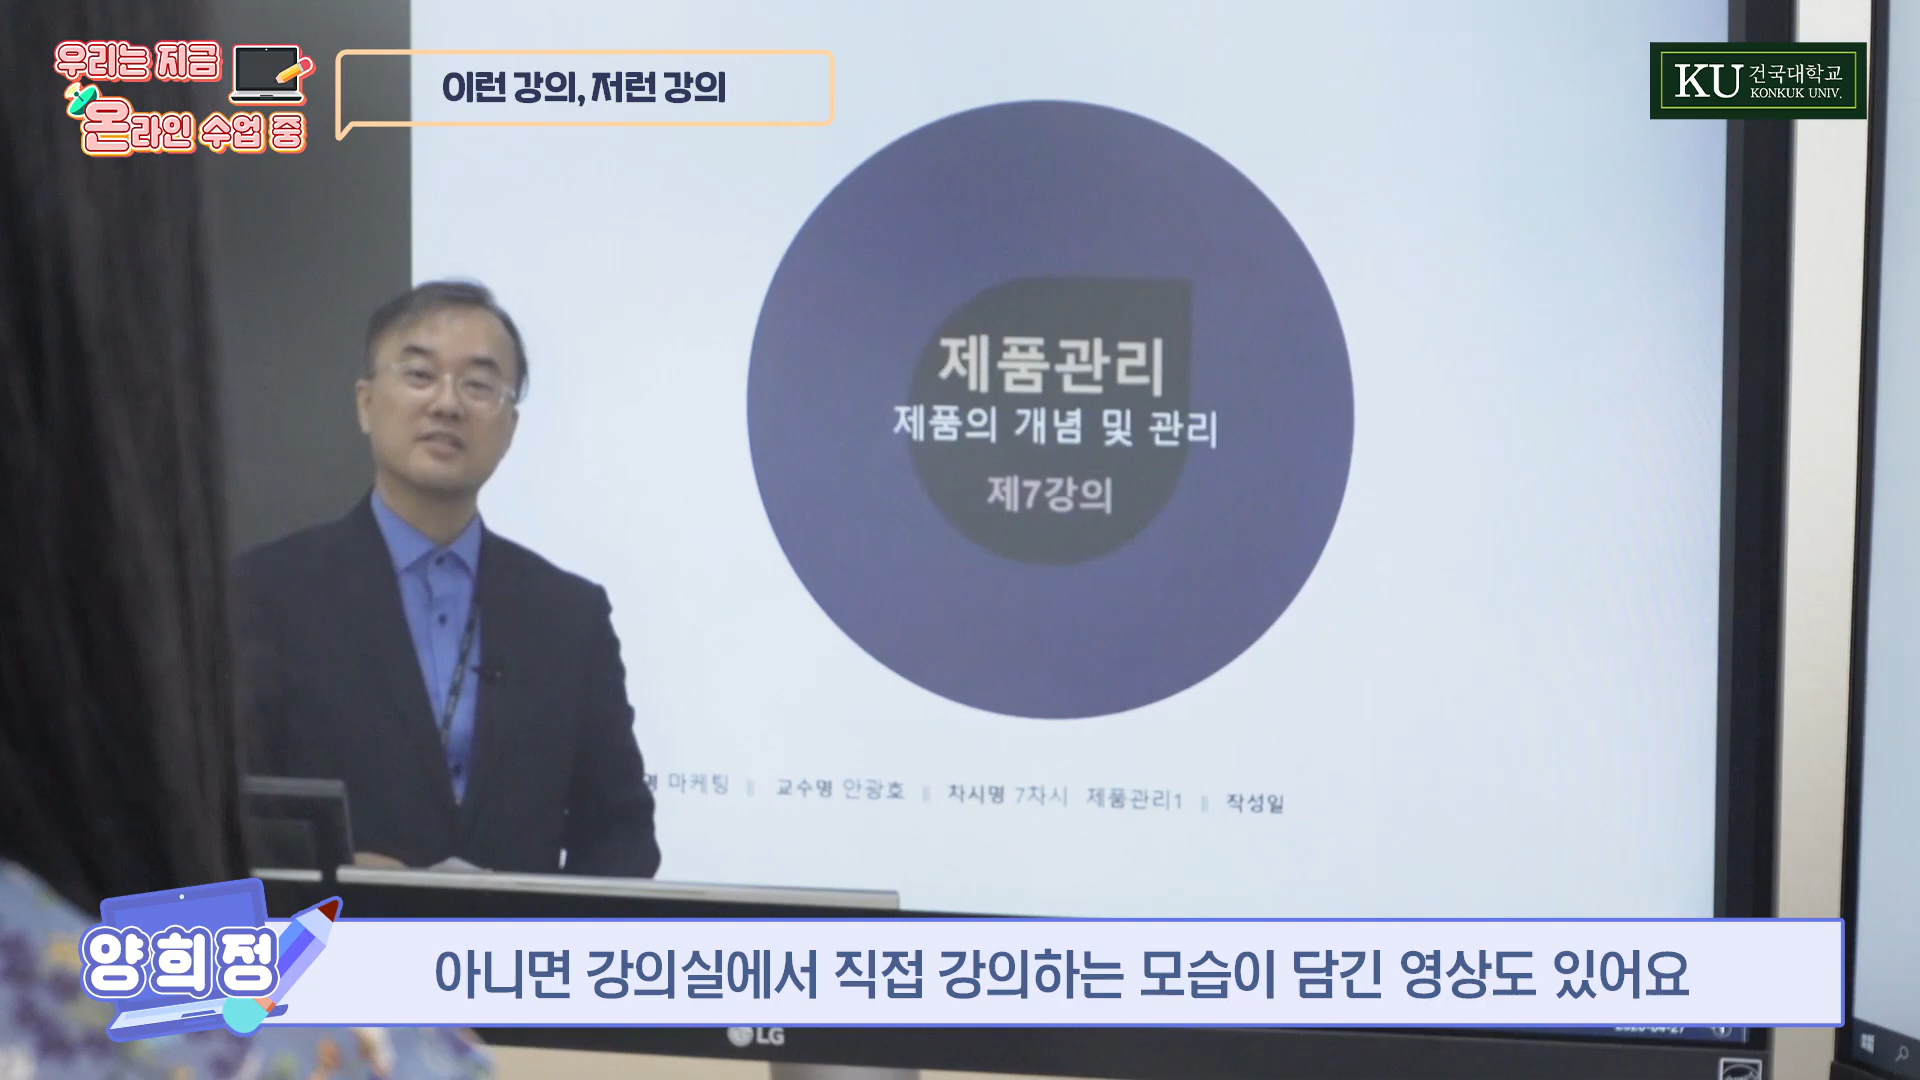 우리는 지금
온라인 수업 중
이런 강의, 저런 강의
KU 건국대학교
KONKUK UNIV.
제품관리
제품의 개념 및 관리
제7강의
명 마케팅 || 교수명 안광호 || 차시명 7차시 제품관리1 || 작성일
양희정
아니면 강의실에서 직접 강의하는 모습이 담긴 영상도 있어요
LG